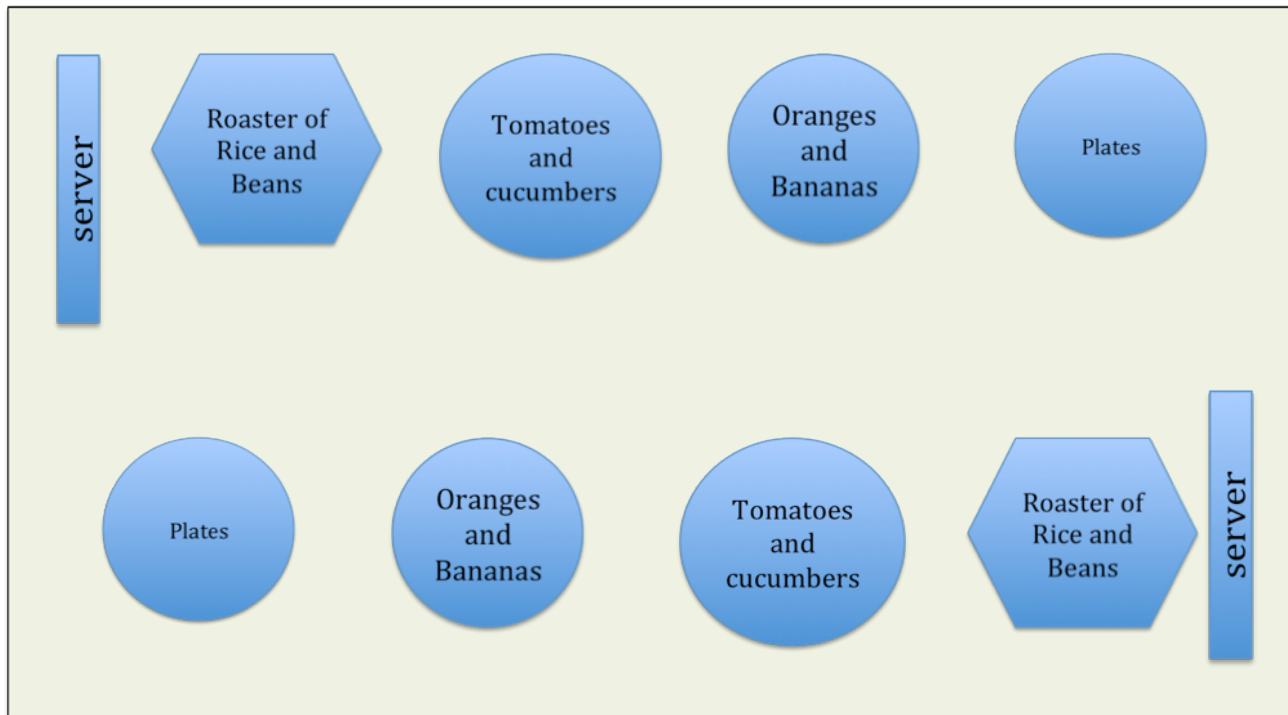 server
Roaster of
Rice and
Beans
Tomatoes
and
cucumbers
Oranges
and
Bananas
Plates
Plates
Oranges
and
Bananas
Tomatoes
and
cucumbers
Roaster of
Rice and
Beans
server